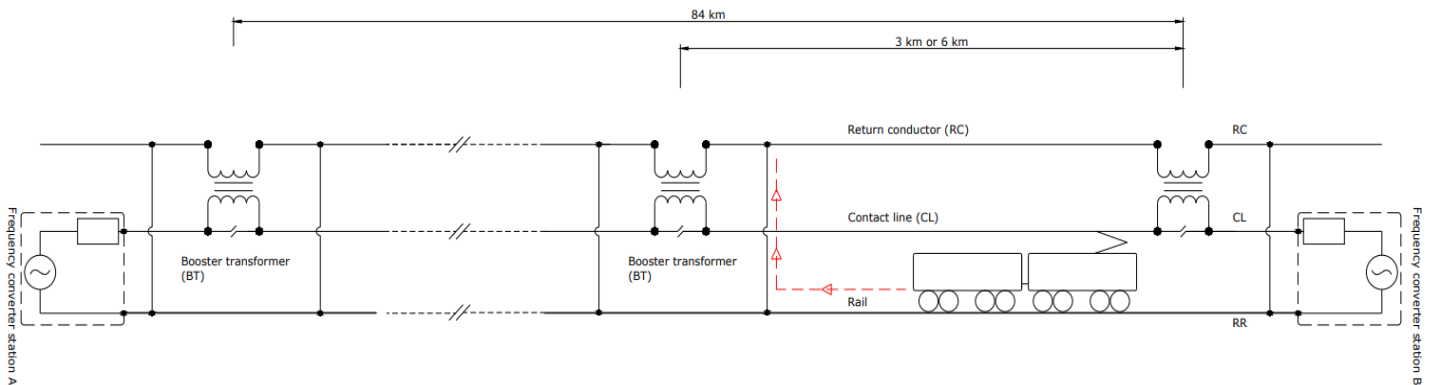 84 km
3 km or 6 km
Return conductor (RC)
RC
Contact line (CL)
CL
Booster transformer
(BT)
Booster transformer
(BT)
Rail
RR
Frequency converter station A
Frequency converter station B